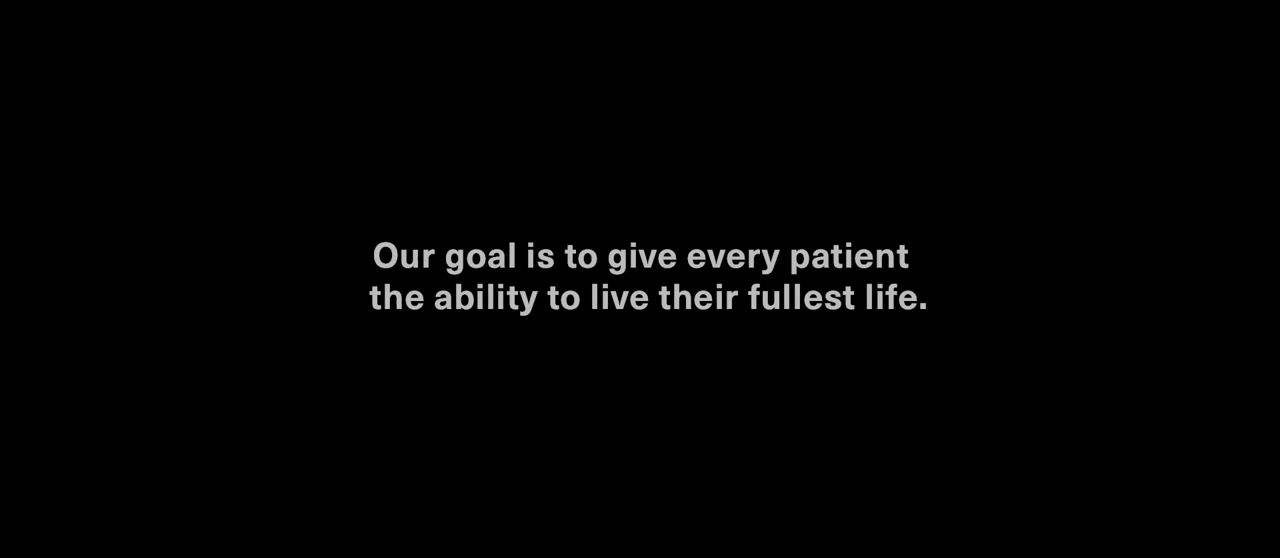 Our goal is to give every patient
the ability to live their fullest life.